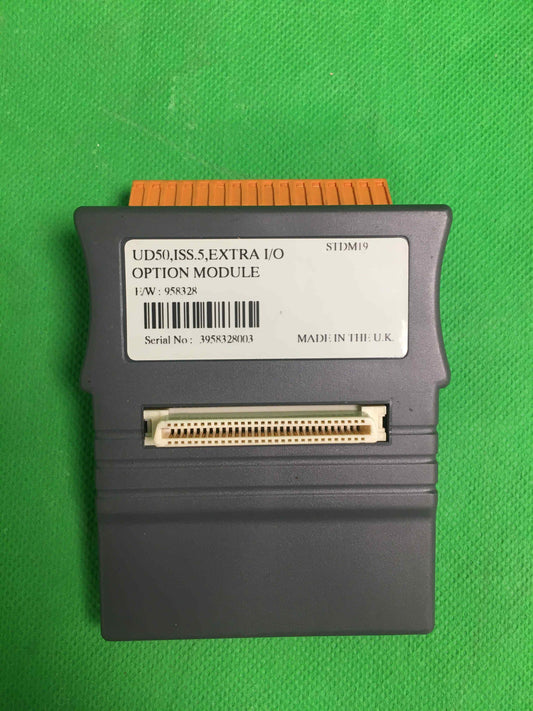 UD50,ISS.5,EXTRA I/O STDM19
OPTION MODULE
F/W : 958328
Serial No : 3958328003 MADE IN THE U.K.